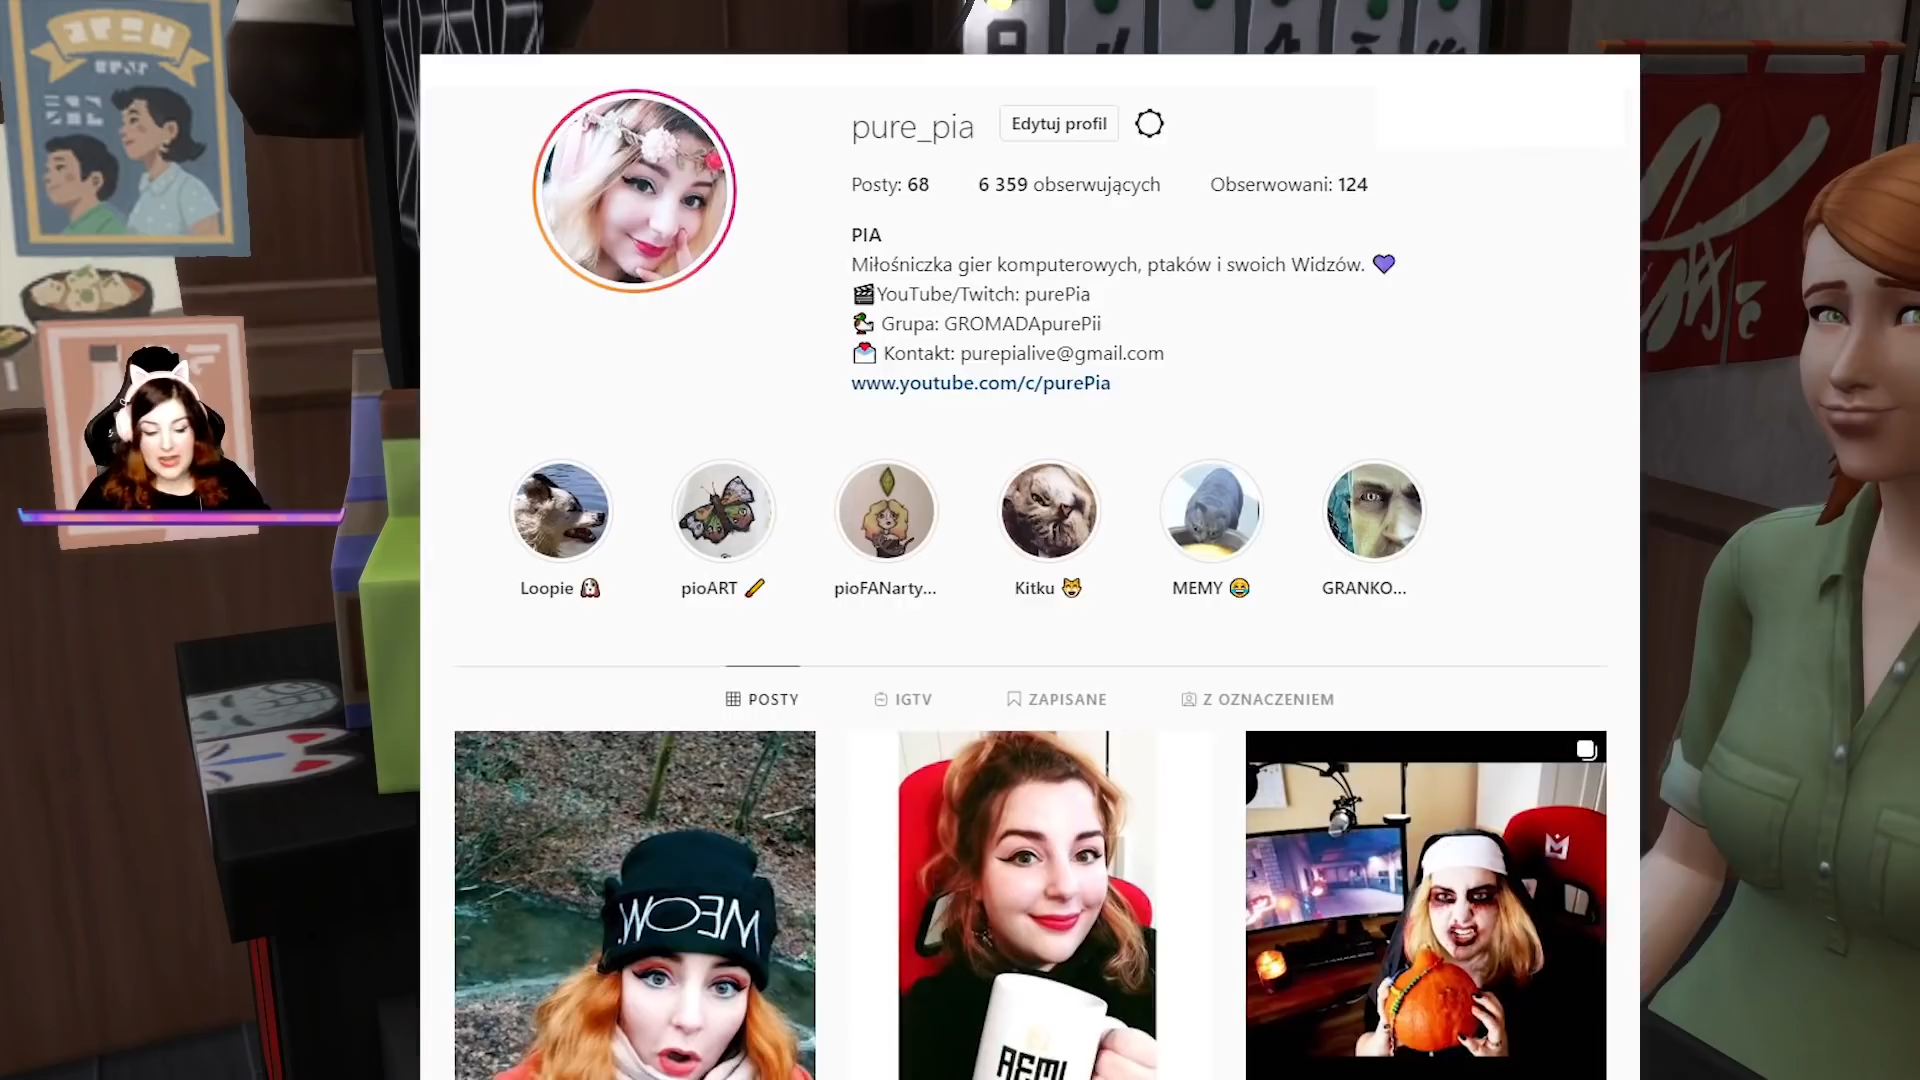 pure_pia
Edytuj profil
Posty: 68
6 359 obserwujących
Obserwowani: 124
PIA
Miłośniczka gier komputerowych, ptaków i swoich Widzów. 💜
🎬YouTube/Twitch: purePia
🦆 Grupa: GROMADApurePii
💌 Kontakt: purepialive@gmail.com
www.youtube.com/c/purePia
Loopie 🐶
pioART 🖌️
pioFANarty...
Kitku 😸
MEMY 😂
GRANKO...
POSTY
IGTV
ZAPISANE
Z OZNACZENIEM
MEOW.